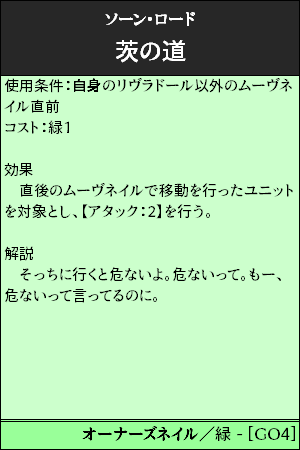 ソーン・ロード
茨の道
使用条件：自身のリヴラドール以外のムーヴネ
イル直前
コスト：緑1
効果
　直後のムーヴネイルで移動を行ったユニット
を対象とし、【アタック：2】を行う。
解説
　そっちに行くと危ないよ。危ないって。もー、
危ないって言ってるのに。
オーナーズネイル／緑 - [GO4]